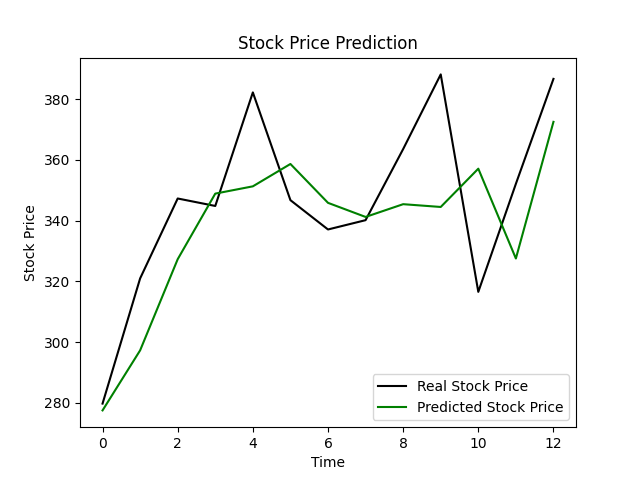 Stock Price Prediction
Stock Price
380
360
340
320
300
280
Real Stock Price
Predicted Stock Price
0 2 4 6 8 10 12
Time